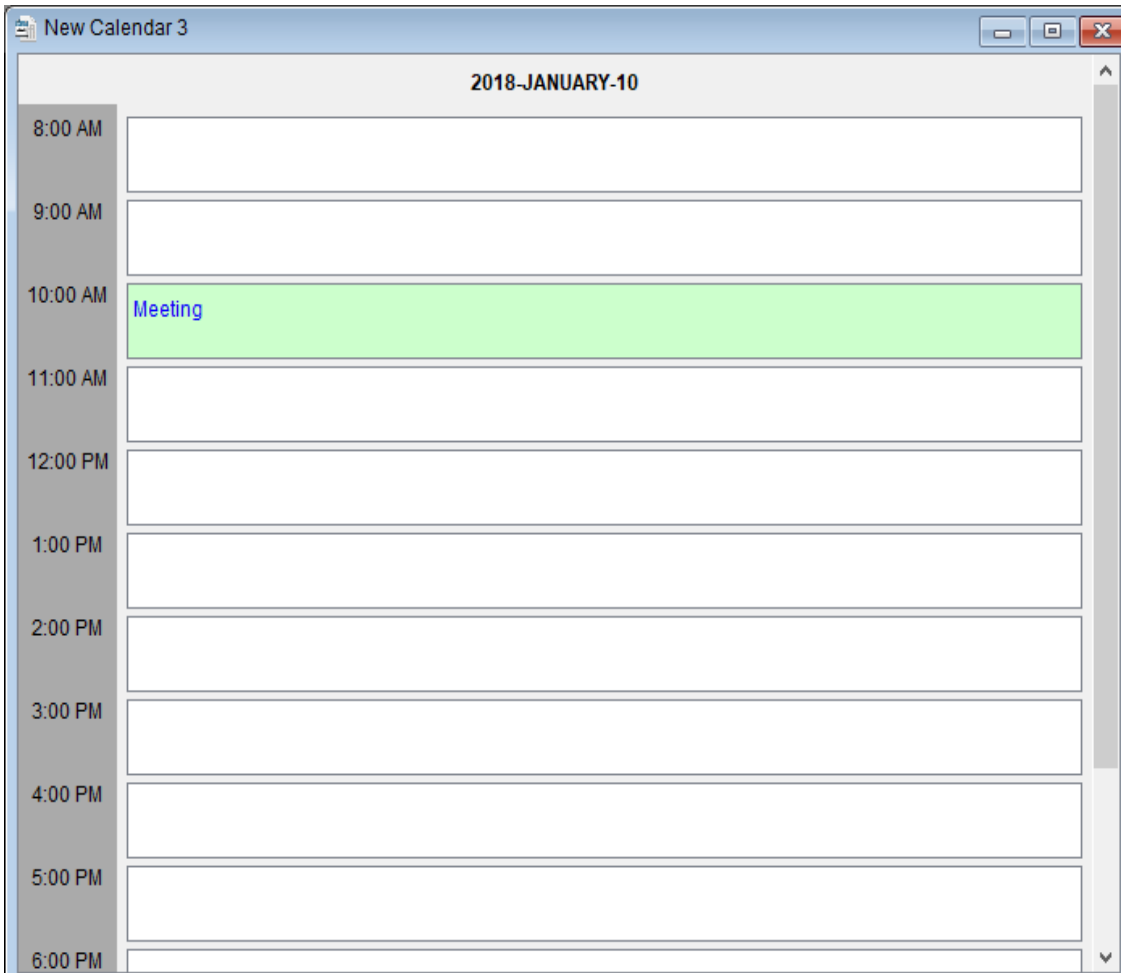 New Calendar 3
2018-JANUARY-10
8:00 AM
9:00 AM
10:00 AM
Meeting
11:00 AM
12:00 PM
1:00 PM
2:00 PM
3:00 PM
4:00 PM
5:00 PM
6:00 PM